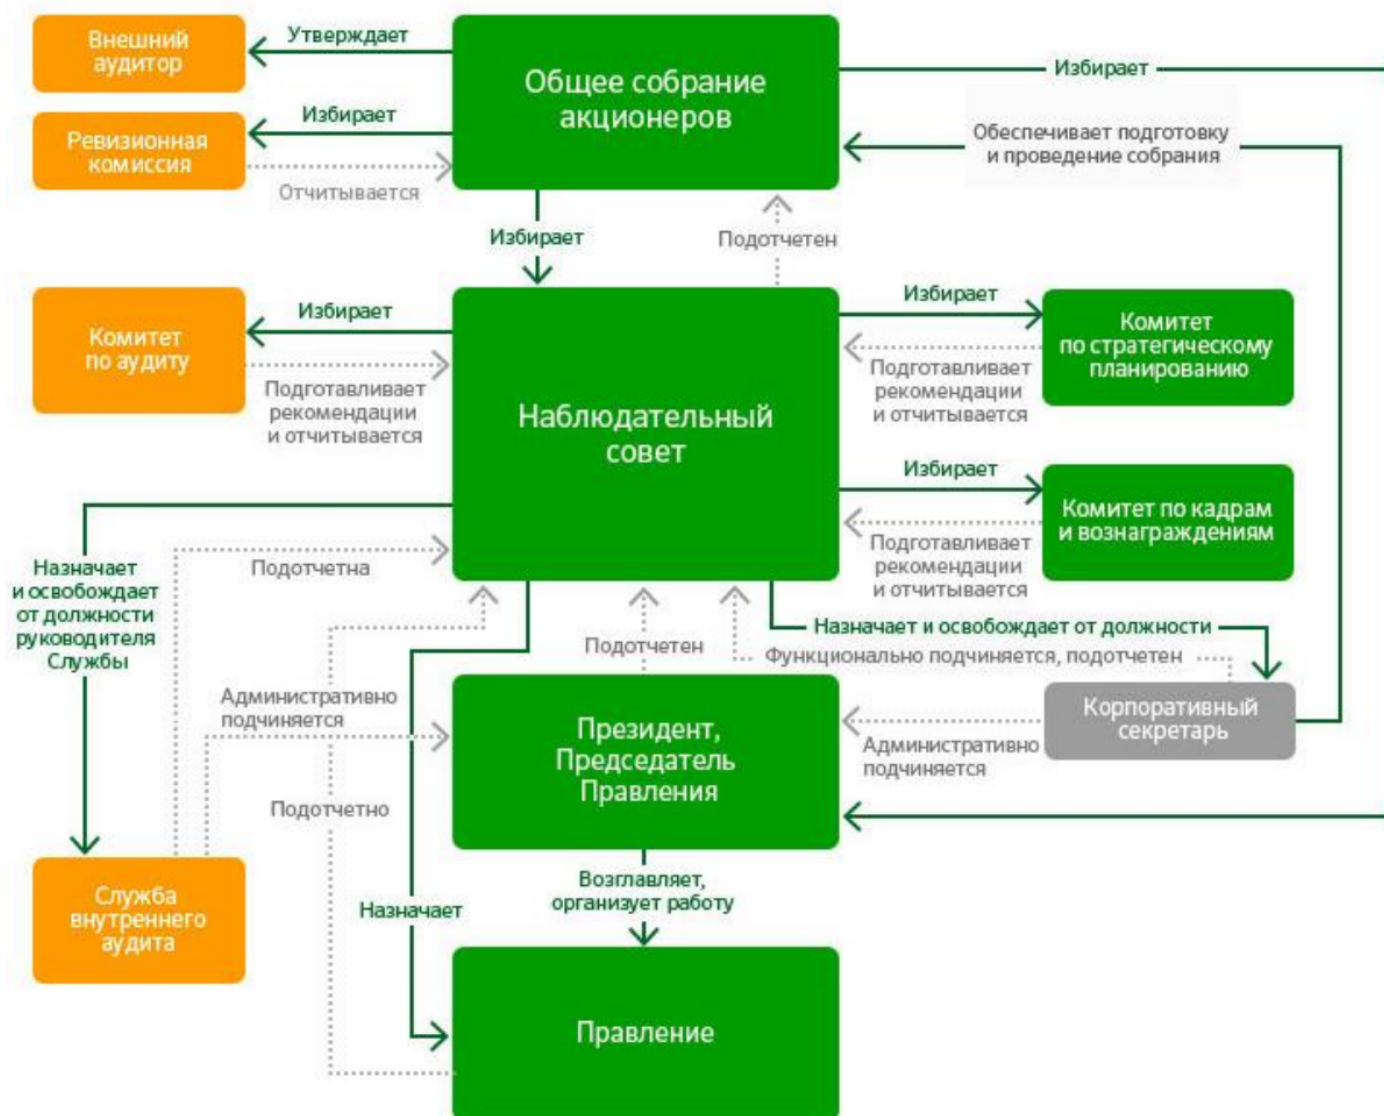 Внешний
аудитор
Утверждает
Общее собрание
акционеров
Избирает
Ревизионная
комиссия
Избирает
Отчитывается
Обеспечивает подготовку
и проведение собрания
Избирает
Подотчетен
Комитет
по аудиту
Избирает
Подготавливает
рекомендации
и отчитывается
Наблюдательный
совет
Избирает
Комитет
по стратегическому
планированию
Подготавливает
рекомендации
и отчитывается
Избирает
Комитет по кадрам
и вознаграждениям
Подготавливает
рекомендации
и отчитывается
Назначает
и освобождает
от должности
руководителя
Службы
Подотчетна
Подотчетен
Назначает и освобождает от должности
Функционально подчиняется, подотчетен
Административно
подчиняется
Президент,
Председатель
Правления
Корпоративный
секретарь
Административно
подчиняется
Подотчетно
Служба
внутреннего
аудита
Назначает
Возглавляет,
организует работу
Правление